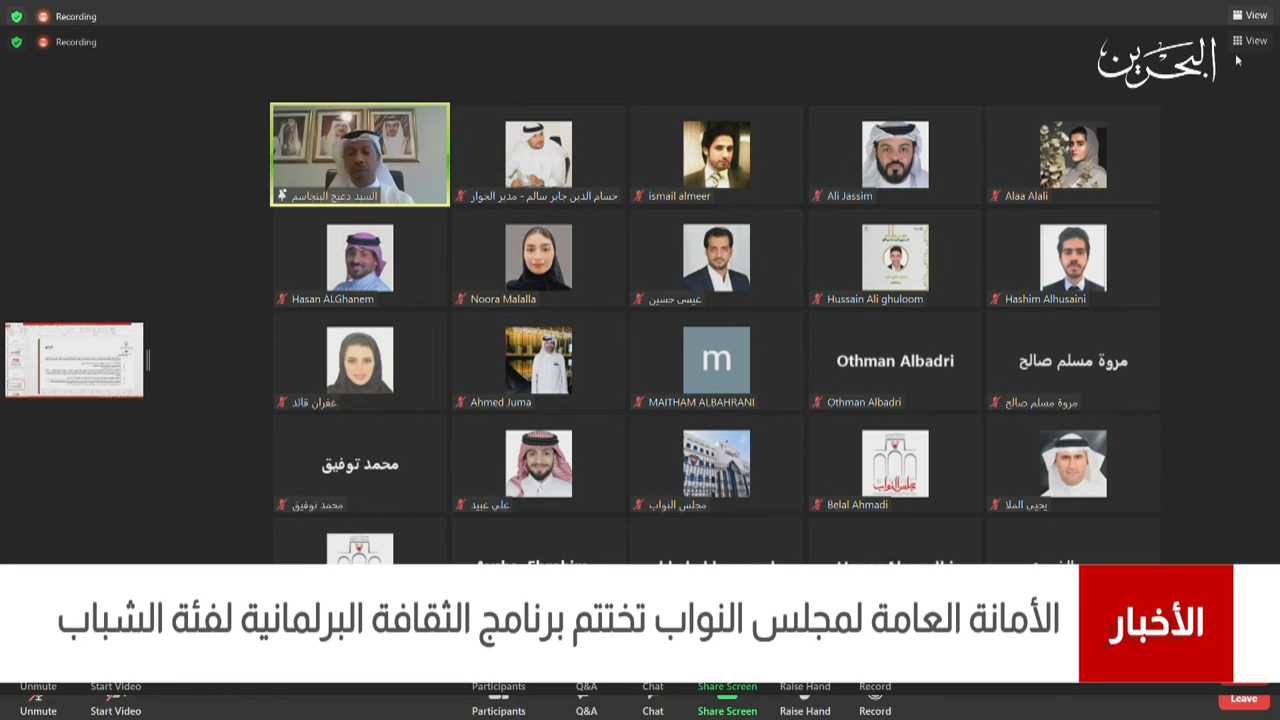 Recording
View
Recording
View
البحرين
السيد دعيج البنجاسم
حسام الدين جابر سالم - مدير الحوار
ismail almeer
Ali Jassim
Alaa Alali
Hasan ALGhanem
Noora Malalla
عيسى حسين
Hussain Ali ghuloom
Hashim Alhusaini
غفران قائد
Ahmed Juma
m
MAITHAM ALBAHRANI
Othman Albadri
Othman Albadri
مروة مسلم صالح
مروة مسلم صالح
محمد توفيق
محمد توفيق
علي عبيد
مجلس النواب
مجلس النواب
Belal Ahmadi
يحيى الملا
الأخبار
الأمانة العامة لمجلس النواب تختتم برنامج الثقافة البرلمانية لفئة الشباب
Unmute
Start Video
Participants
Q&A
Chat
Share Screen
Raise Hand
Record
Unmute
Start Video
Participants
Q&A
Chat
Share Screen
Raise Hand
Record
Leave